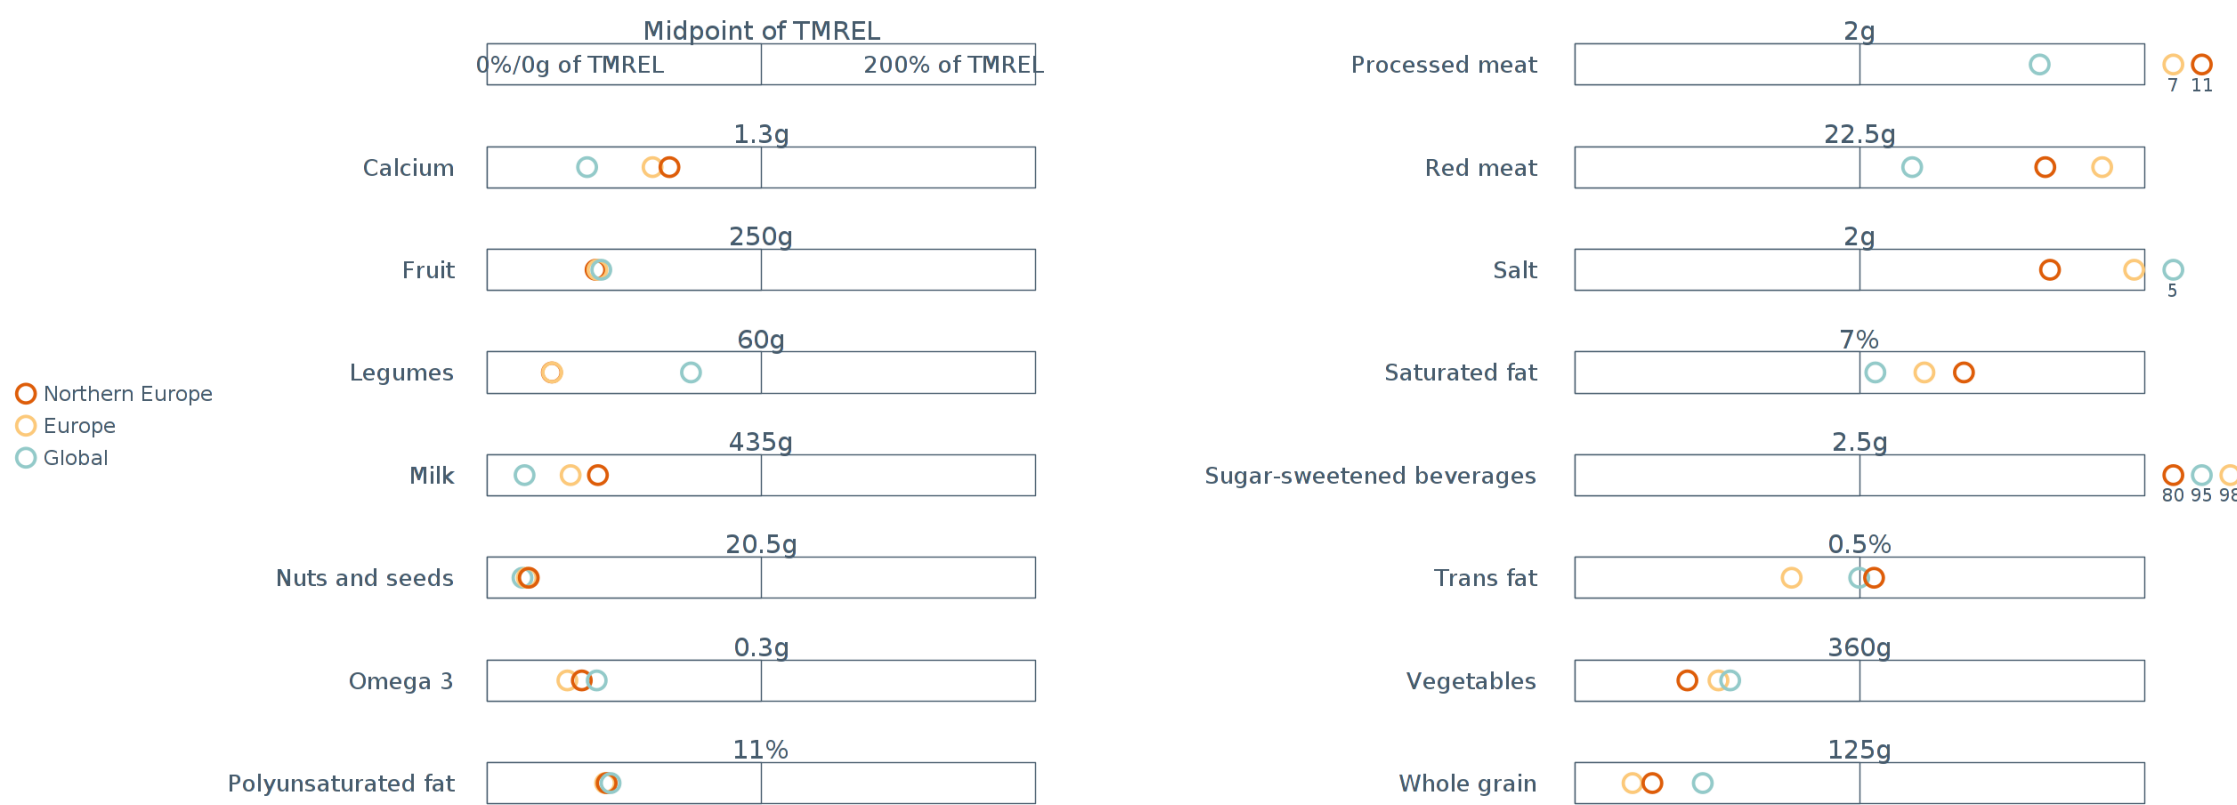 Midpoint of TMREL
0%/0g of TMREL
200% of TMREL
1.3g
Calcium
250g
Fruit
60g
Legumes
Northern Europe
Europe
Global
435g
Milk
20.5g
Nuts and seeds
0.3g
Omega 3
11%
Polyunsaturated fat
2g
Processed meat
7 11
22.5g
Red meat
2g
Salt
5
7%
Saturated fat
2.5g
Sugar-sweetened beverages
80 95 98
0.5%
Trans fat
360g
Vegetables
125g
Whole grain